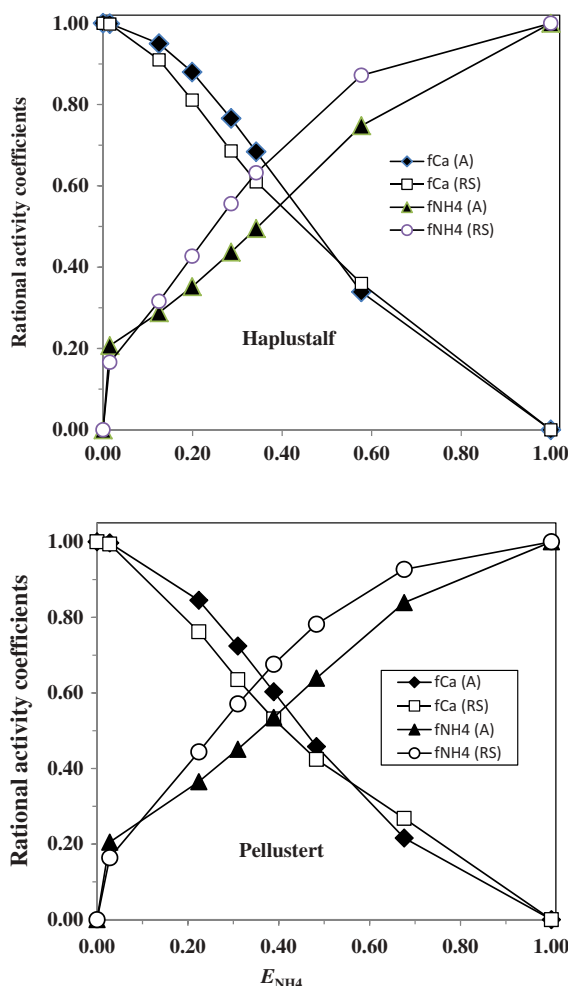 1.00
0.80
0.60
0.40
0.20
0.00
Rational activity coefficients
fCa (A)
fCa (RS)
fNH4 (A)
fNH4 (RS)
Haplustalf
0.00 0.20 0.40 0.60 0.80 1.00
1.00
0.80
0.60
0.40
0.20
0.00
Rational activity coefficients
fCa (A)
fCa (RS)
fNH4 (A)
fNH4 (RS)
Pellustert
0.00 0.20 0.40 0.60 0.80 1.00
E_NH4